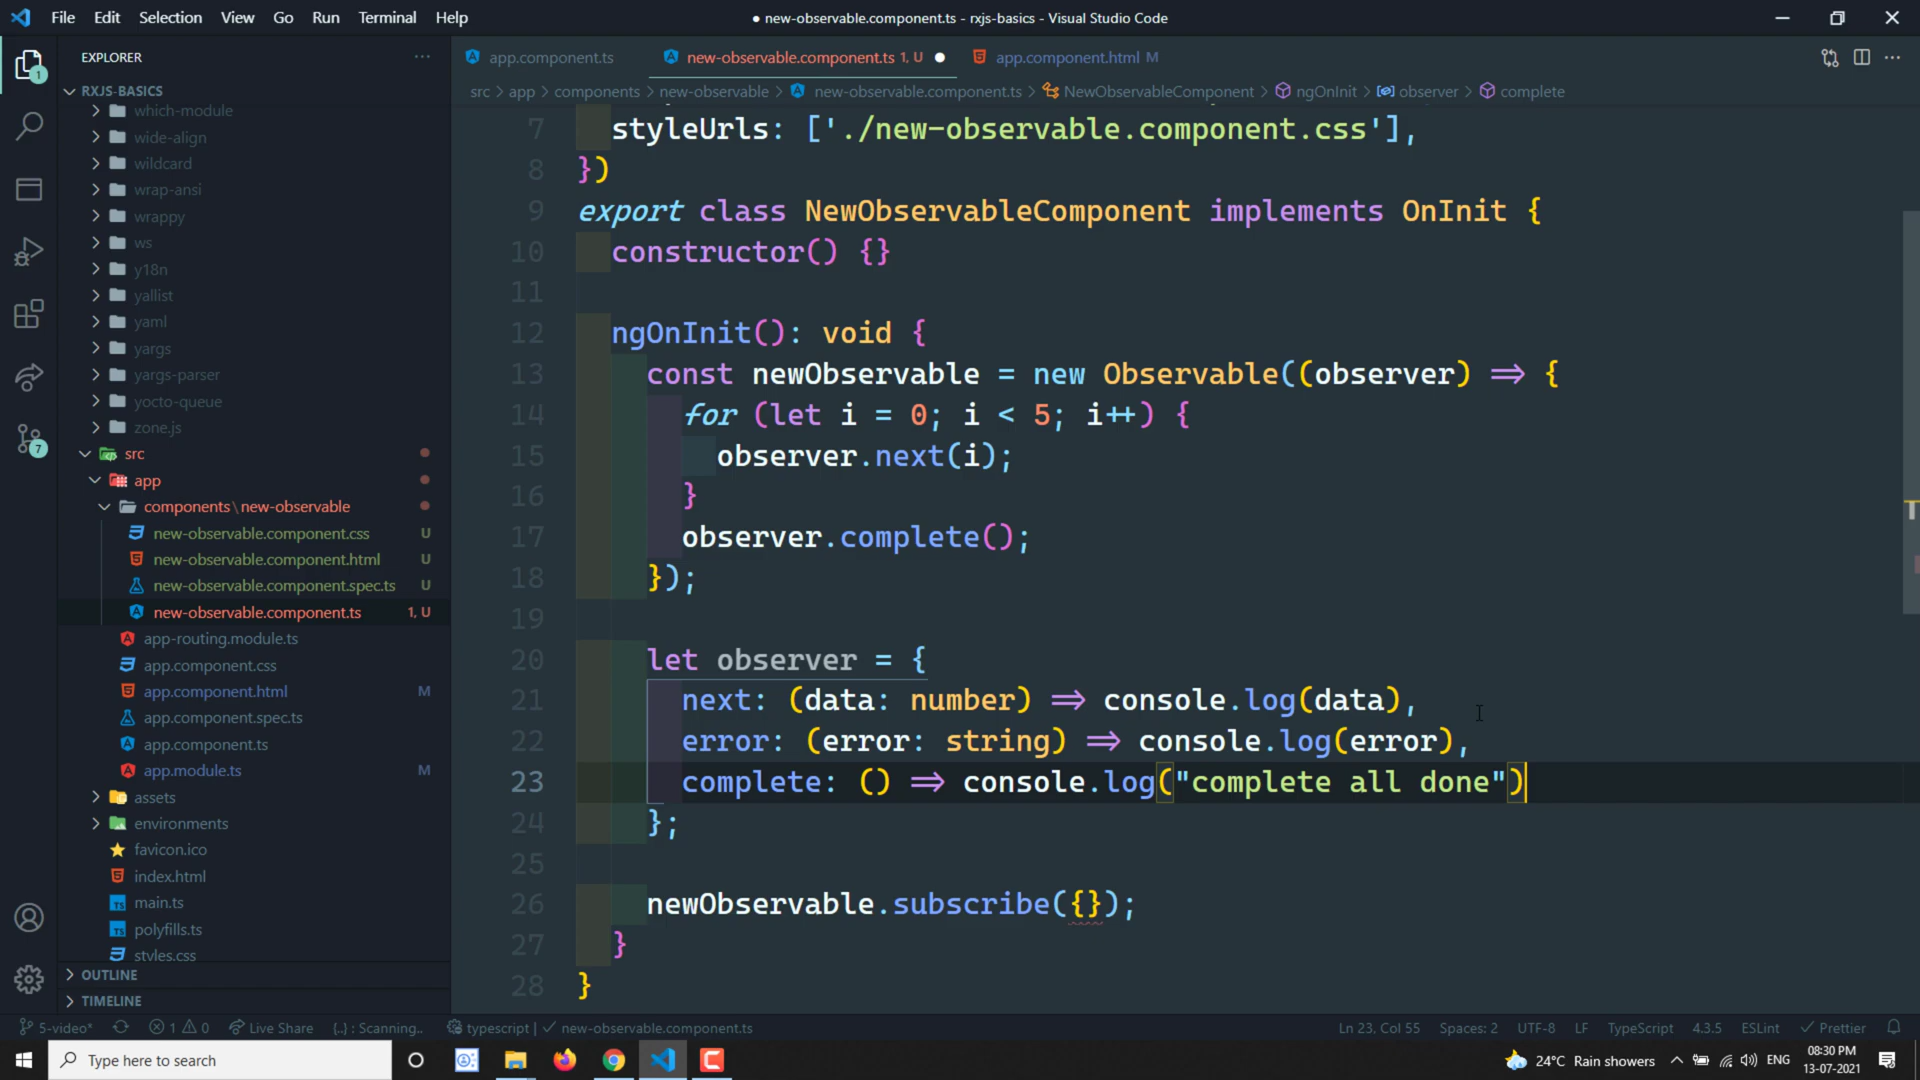 File Edit Selection View Go Run Terminal Help
● new-observable.component.ts - rxjs-basics - Visual Studio Code
EXPLORER
RXJS-BASICS
which-module
wide-align
wildcard
wrap-ansi
wrappy
ws
y18n
yallist
yaml
yargs
yargs-parser
yocto-queue
zone.js
src
app
components\new-observable
new-observable.component.css U
new-observable.component.html U
new-observable.component.spec.ts U
new-observable.component.ts 1, U
app-routing.module.ts
app.component.css
app.component.html M
app.component.spec.ts
app.component.ts
app.module.ts M
assets
environments
favicon.ico
index.html
main.ts
polyfills.ts
styles.css
OUTLINE
TIMELINE
1
7
app.component.ts new-observable.component.ts 1, U app.component.html M
src > app > components > new-observable > new-observable.component.ts > NewObservableComponent > ngOnInit > observer > complete
7 styleUrls: ['./new-observable.component.css'],
8 })
9 export class NewObservableComponent implements OnInit {
10 constructor() {}
11
12 ngOnInit(): void {
13 const newObservable = new Observable((observer) => {
14 for (let i = 0; i < 5; i++) {
15 observer.next(i);
16 }
17 observer.complete();
18 });
19
20 let observer = {
21 next: (data: number) => console.log(data),
22 error: (error: string) => console.log(error),
23 complete: () => console.log("complete all done")
24 };
25
26 newObservable.subscribe({});
27 }
28 }
5-video* 1 0 Live Share {..} : Scanning.. typescript | ✓ new-observable.component.ts Ln 23, Col 55 Spaces: 2 UTF-8 LF TypeScript 4.3.5 ESLint ✓ Prettier
Type here to search
24°C Rain showers ENG
08:30 PM
13-07-2021